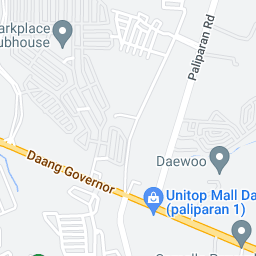 arkplace
ubhouse
Paliparan Rd
Daang Governor
Daewoo
Unitop Mall Da
(paliparan 1)